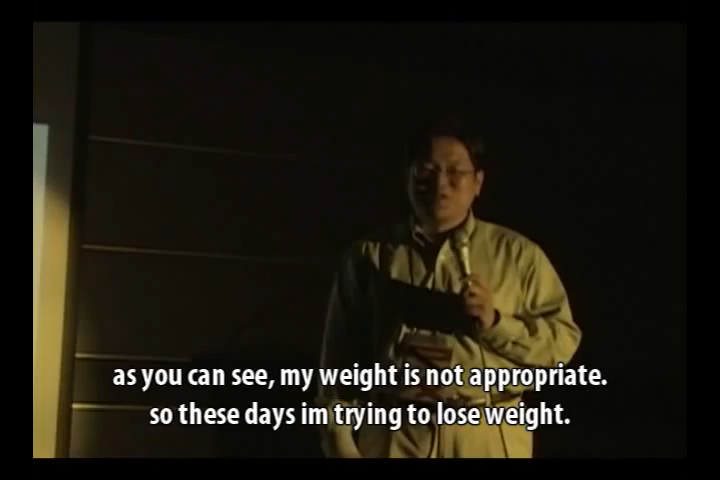 as you can see, my weight is not appropriate.
so these days im trying to lose weight.